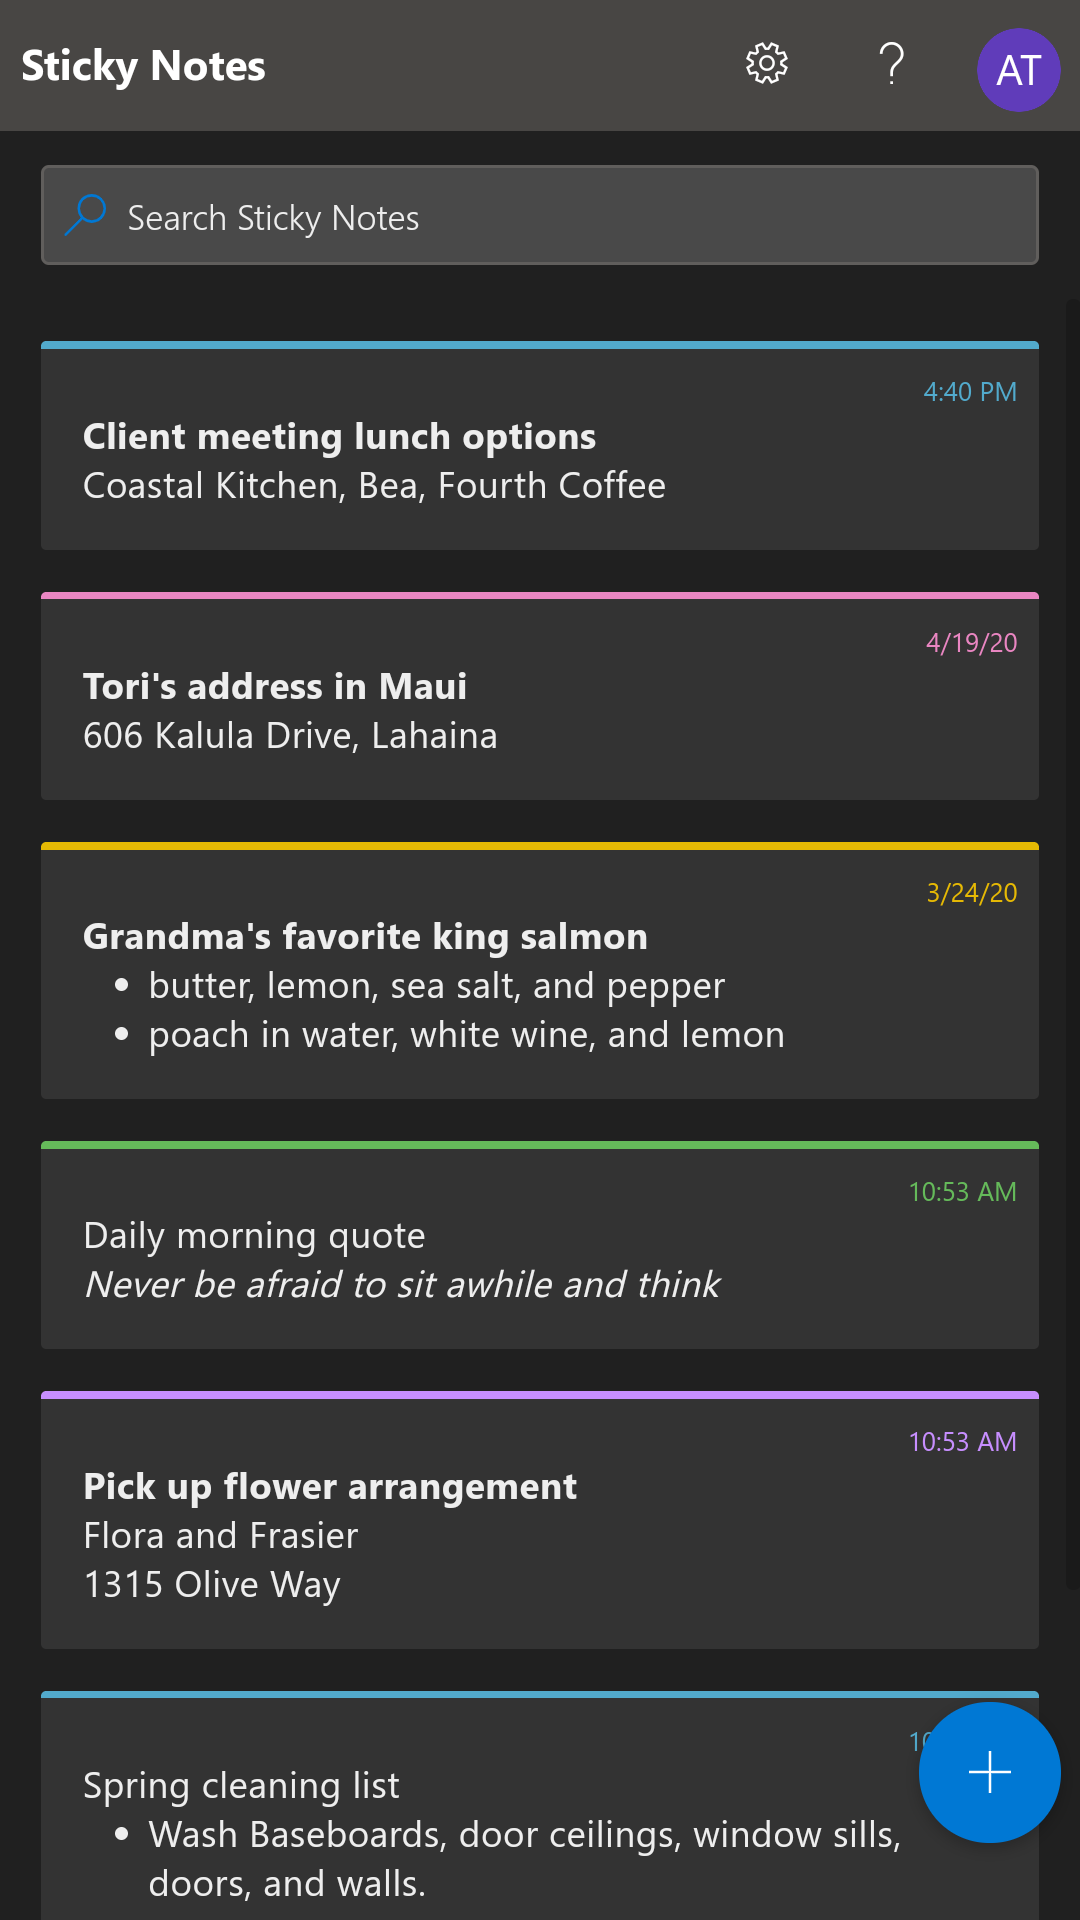 Sticky Notes
AT
Search Sticky Notes
4:40 PM
Client meeting lunch options
Coastal Kitchen, Bea, Fourth Coffee
4/19/20
Tori's address in Maui
606 Kalula Drive, Lahaina
3/24/20
Grandma's favorite king salmon
• butter, lemon, sea salt, and pepper
• poach in water, white wine, and lemon
10:53 AM
Daily morning quote
Never be afraid to sit awhile and think
10:53 AM
Pick up flower arrangement
Flora and Frasier
1315 Olive Way
Spring cleaning list
• Wash Baseboards, door ceilings, window sills,
doors, and walls.